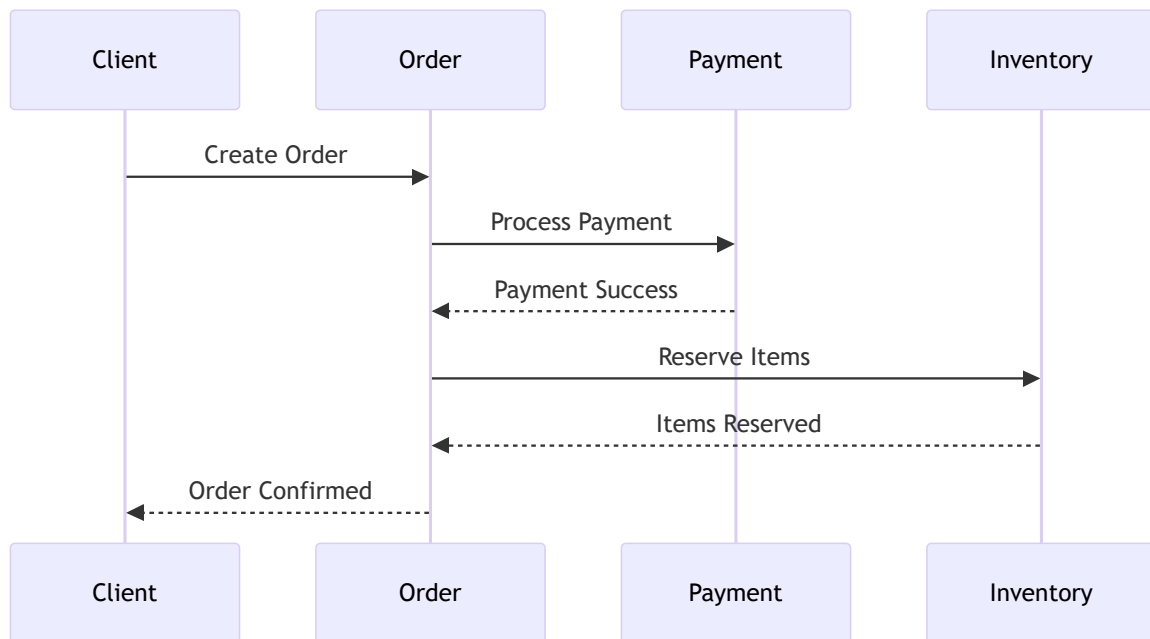 Client
Order
Payment
Inventory
Create Order
Process Payment
Payment Success
Reserve Items
Items Reserved
Order Confirmed
Client
Order
Payment
Inventory